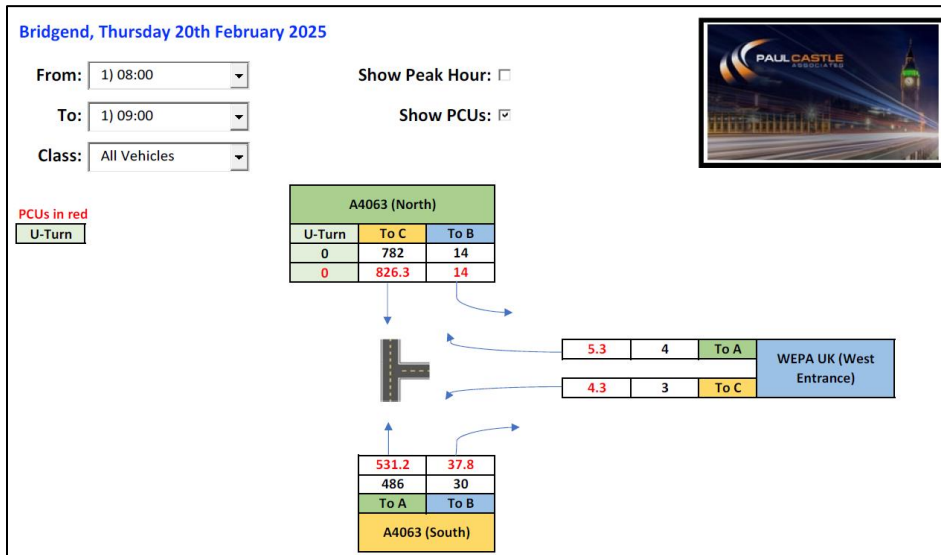 Bridgend, Thursday 20th February 2025
From: 1) 08:00
Show Peak Hour:
To: 1) 09:00
Show PCUs:
Class: All Vehicles
PAUL CASTLE
ASSOCIATES
PCUs in red
U-Turn
A4063 (North)
U-Turn To C To B
0 782 14
0 826.3 14
5.3 4 To A
4.3 3 To C
WEPA UK (West
Entrance)
531.2 37.8
486 30
To A To B
A4063 (South)